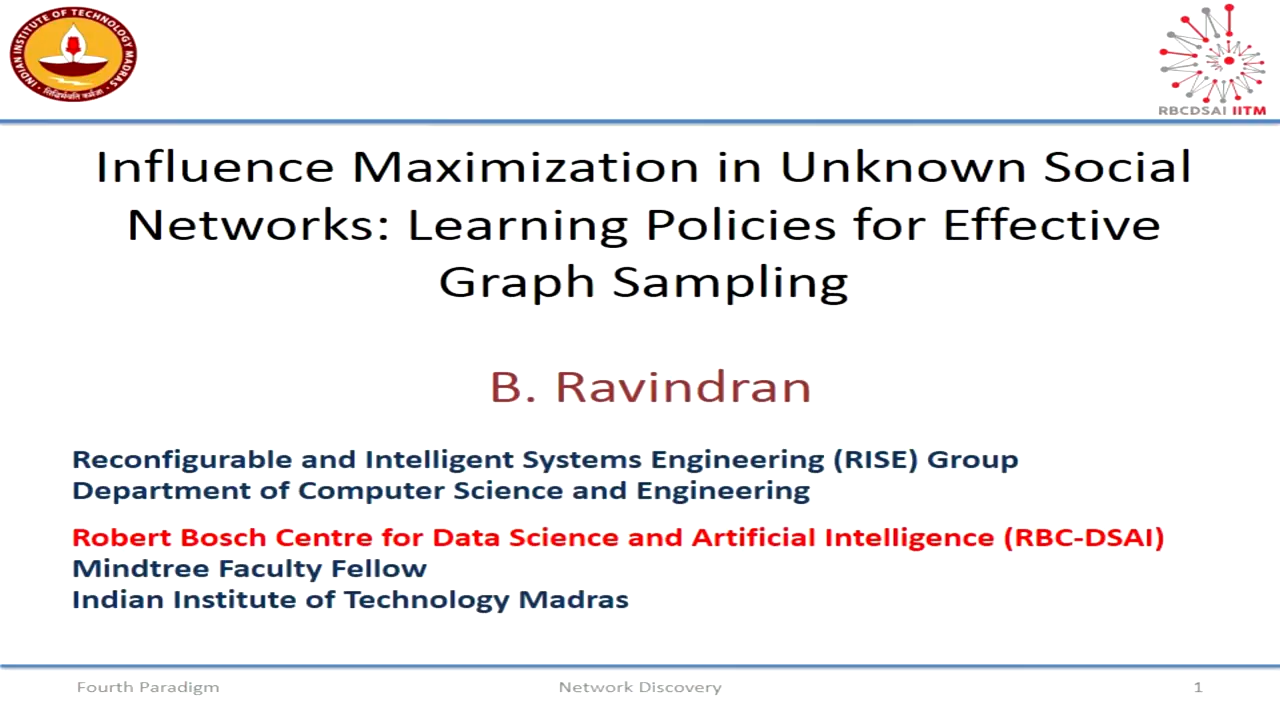 INDIAN INSTITUTE OF TECHNOLOGY MADRAS
सिद्धिर्भवति कर्मजा
RBCDSAI IITM
Influence Maximization in Unknown Social
Networks: Learning Policies for Effective
Graph Sampling
B. Ravindran
Reconfigurable and Intelligent Systems Engineering (RISE) Group
Department of Computer Science and Engineering
Robert Bosch Centre for Data Science and Artificial Intelligence (RBC-DSAI)
Mindtree Faculty Fellow
Indian Institute of Technology Madras
Fourth Paradigm
Network Discovery
1